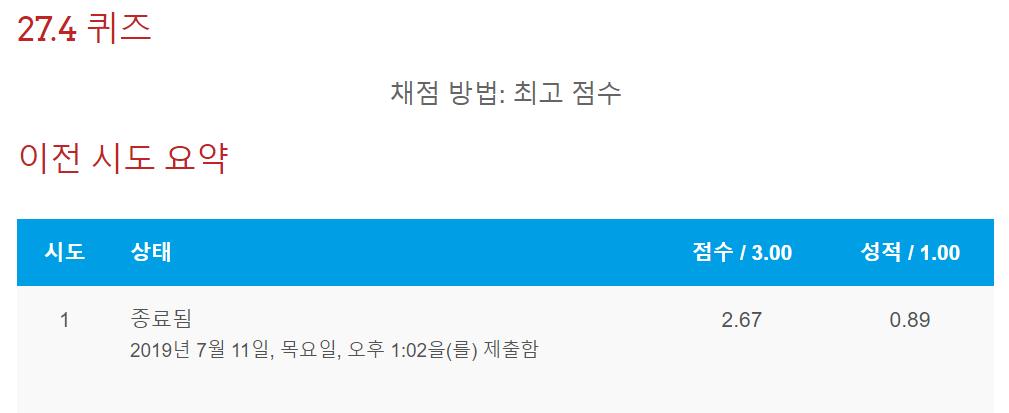 27.4 퀴즈
채점 방법: 최고 점수
이전 시도 요약
시도 상태 점수 / 3.00 성적 / 1.00
1 종료됨 2.67 0.89
2019년 7월 11일, 목요일, 오후 1:02을(를) 제출함